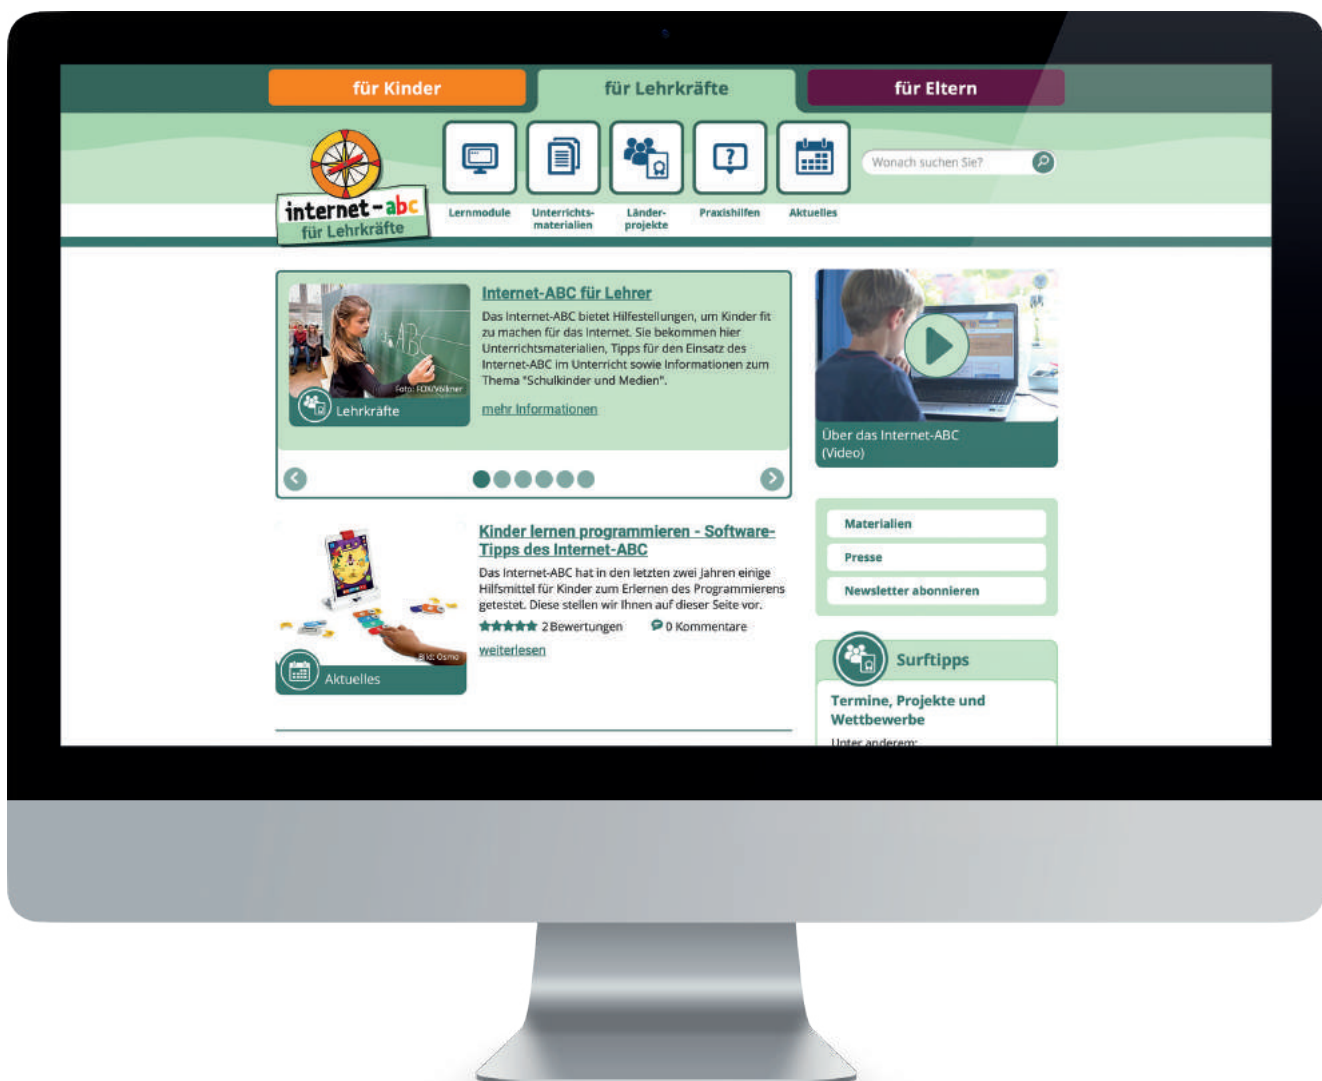 für Kinder
für Lehrkräfte
für Eltern
internet-abc
für Lehrkräfte
Lernmodule
Unterrichts-
materialien
Länder-
projekte
Praxishilfen
Aktuelles
Wonach suchen Sie?
ABC
Foto: FOX/Völkner
Lehrkräfte
Internet-ABC für Lehrer
Das Internet-ABC bietet Hilfestellungen, um Kinder fit
zu machen für das Internet. Sie bekommen hier
Unterrichtsmaterialien, Tipps für den Einsatz des
Internet-ABC im Unterricht sowie Informationen zum
Thema "Schulkinder und Medien".
mehr Informationen
Über das Internet-ABC
(Video)
Bild: Osmo
Aktuelles
Kinder lernen programmieren - Software-
Tipps des Internet-ABC
Das Internet-ABC hat in den letzten zwei Jahren einige
Hilfsmittel für Kinder zum Erlernen des Programmierens
getestet. Diese stellen wir Ihnen auf dieser Seite vor.
2 Bewertungen 0 Kommentare
weiterlesen
Materialien
Presse
Newsletter abonnieren
Surftipps
Termine, Projekte und
Wettbewerbe
Unter anderem: